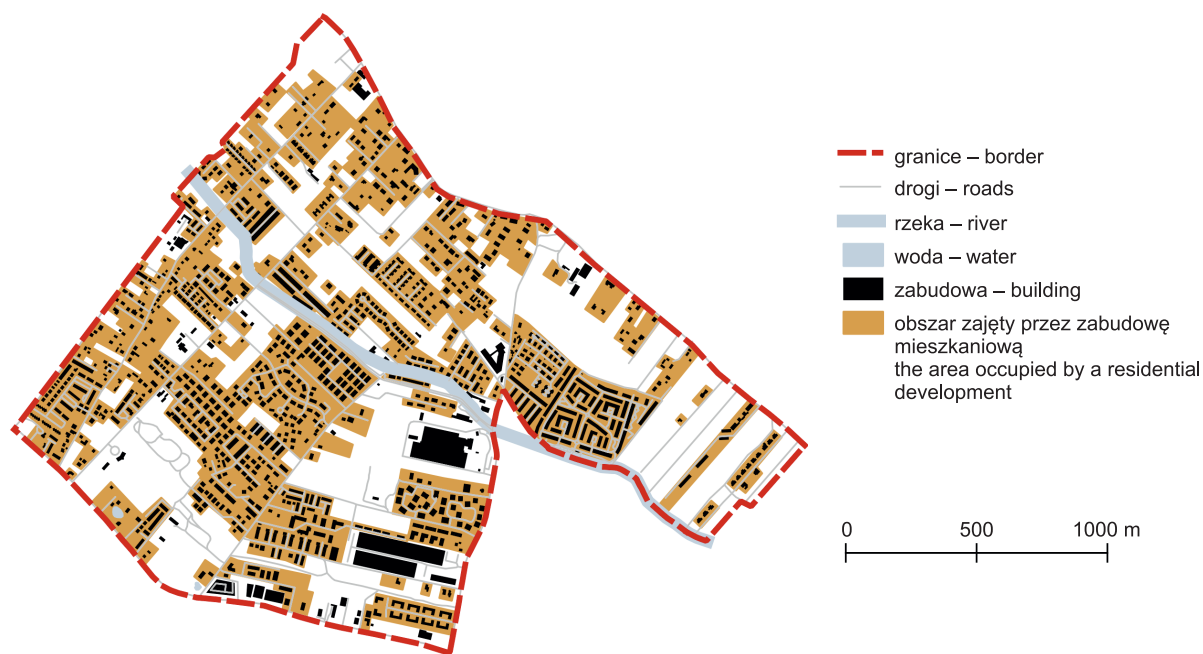 granice – border
drogi – roads
rzeka – river
woda – water
zabudowa – building
obszar zajęty przez zabudowę
mieszkaniową
the area occupied by a residential
development
0 500 1000 m